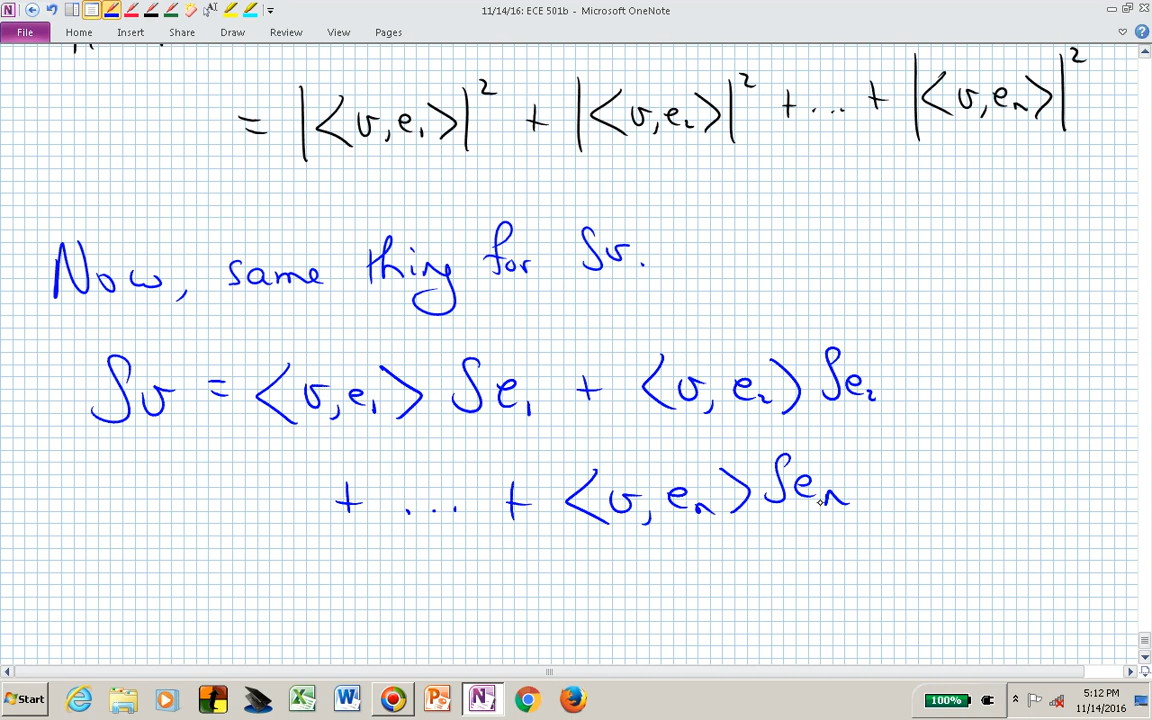 11/14/16: ECE 501b - Microsoft OneNote
File Home Insert Share Draw Review View Pages
= |<v,e₁>|² + |<v,e₂>|² + ... + |<v,eₙ>|²
Now, same thing for Sv.
Sv = <v,e₁> Se₁ + <v,e₂) Se₂
+ ... + <v,eₙ> Seₙ
Start
100%
5:12 PM
11/14/2016